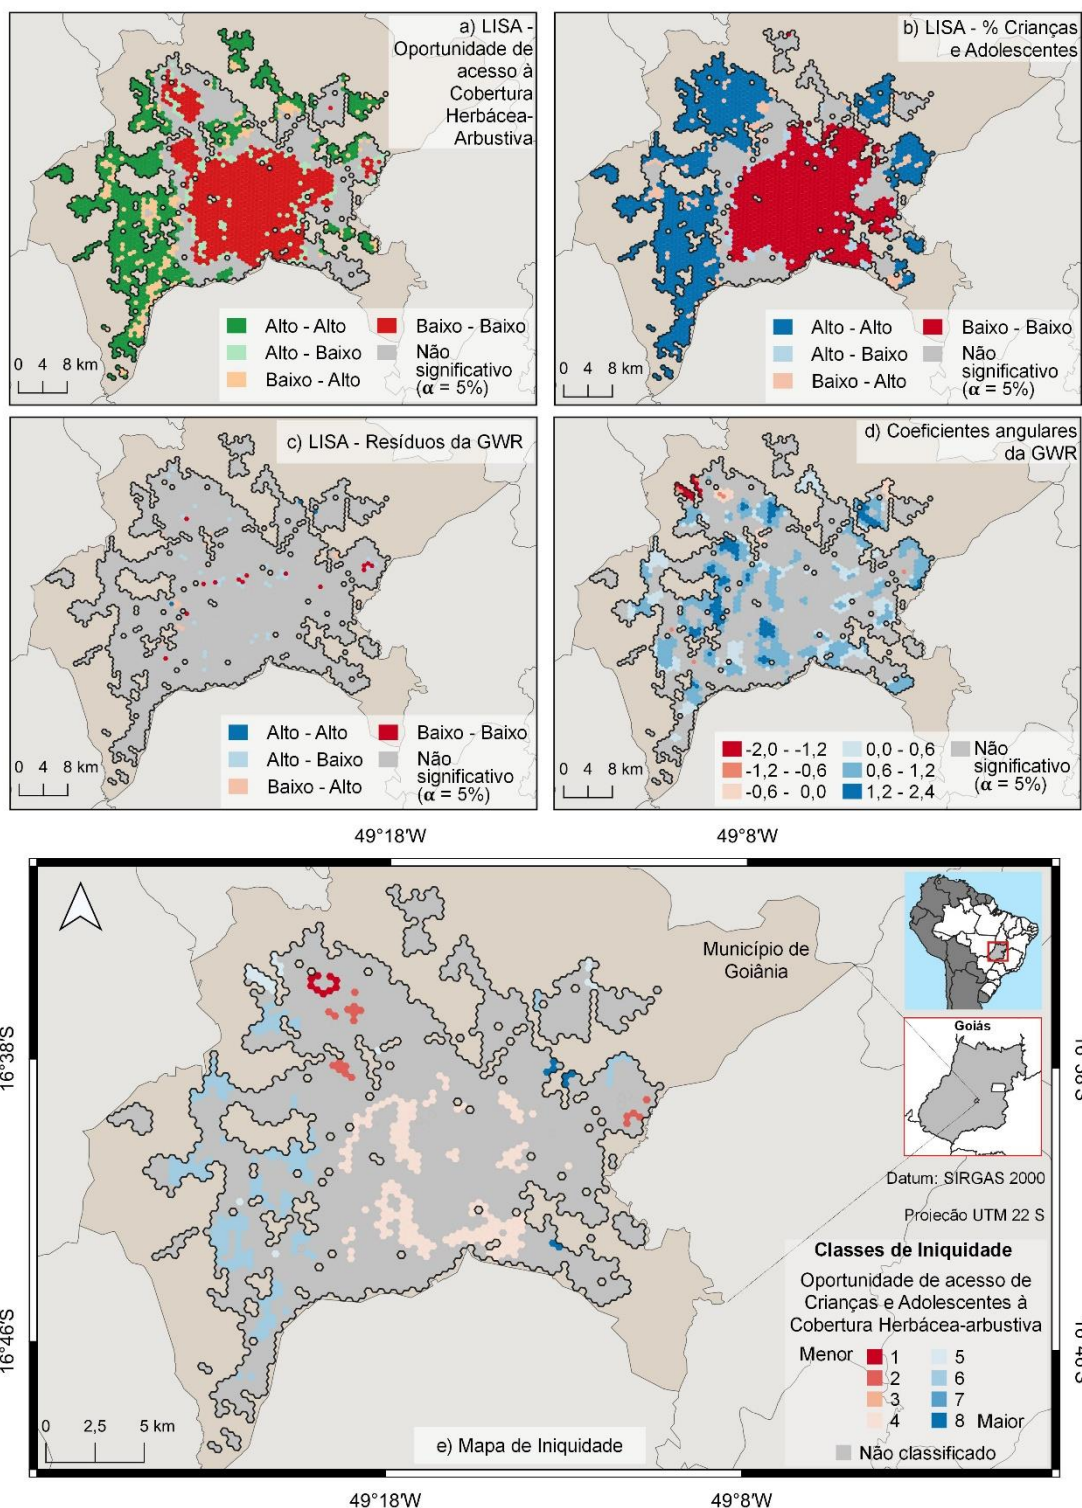 a) LISA -
Oportunidade de
acesso à
Cobertura
Herbácea-
Arbustiva
Alto - Alto
Alto - Baixo
Baixo - Alto
Baixo - Baixo
Não
significativo
(α = 5%)
0 4 8 km
b) LISA - % Crianças
e Adolescentes
Alto - Alto
Alto - Baixo
Baixo - Alto
Baixo - Baixo
Não
significativo
(α = 5%)
0 4 8 km
c) LISA - Resíduos da GWR
Alto - Alto
Alto - Baixo
Baixo - Alto
Baixo - Baixo
Não
significativo
(α = 5%)
0 4 8 km
d) Coeficientes angulares
da GWR
-2,0 - -1,2
-1,2 - -0,6
-0,6 - 0,0
0,0 - 0,6
0,6 - 1,2
1,2 - 2,4
Não
significativo
(α = 5%)
0 4 8 km
49°18'W 49°8'W
Município de
Goiânia
Goiás
16°38'S
16°46'S
Datum: SIRGAS 2000
Projecão UTM 22 S
Classes de Iniquidade
Oportunidade de acesso de
Crianças e Adolescentes à
Cobertura Herbácea-arbustiva
Menor 1 5
2 6
3 7
4 8 Maior
Não classificado
0 2,5 5 km
e) Mapa de Iniquidade
49°18'W 49°8'W